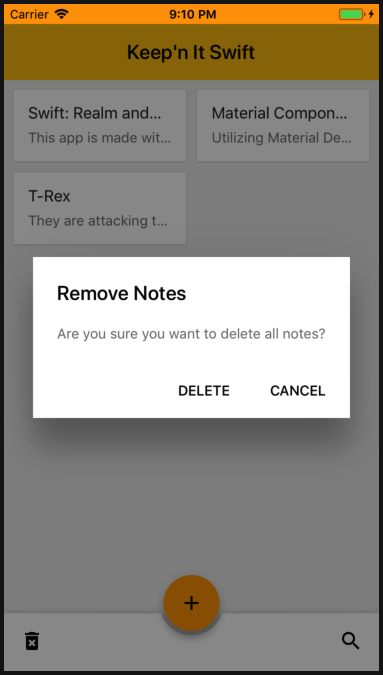 Carrier 9:10 PM
Keep'n It Swift
Swift: Realm and...
This app is made wit...
Material Compon...
Utilizing Material De...
T-Rex
They are attacking t...
Remove Notes
Are you sure you want to delete all notes?
DELETE CANCEL
+